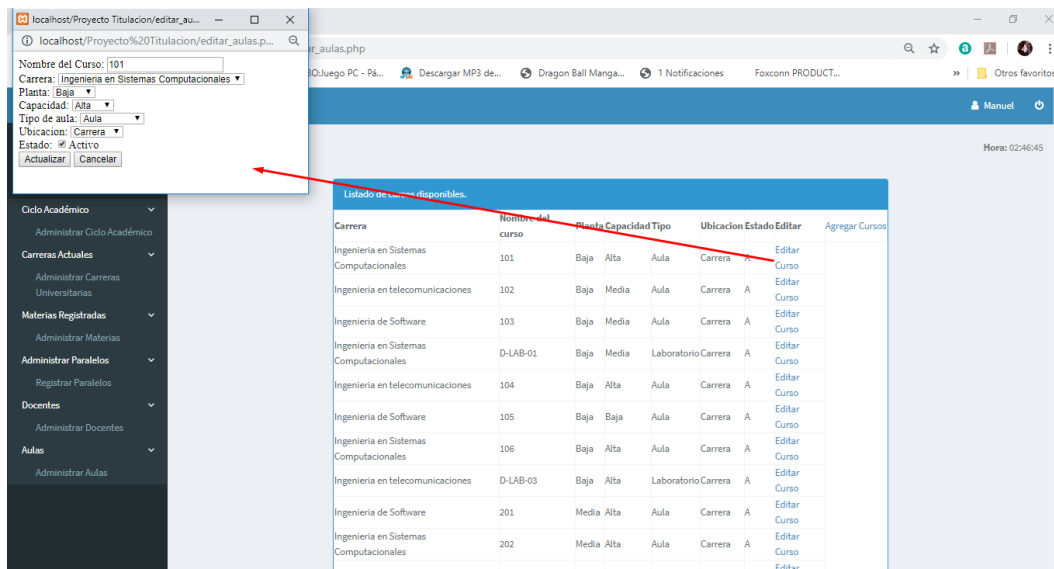 localhost/Proyecto Titulacion/editar_au...
localhost/Proyecto%20Titulacion/editar_aulas.p...
Nombre del Curso: 101
Carrera: Ingenieria en Sistemas Computacionales
Planta: Baja
Capacidad: Alta
Tipo de aula: Aula
Ubicacion: Carrera
Estado: Activo
Actualizar Cancelar
ar_aulas.php
BO:Juego PC - Pá... Descargar MP3 de... Dragon Ball Manga... 1 Notificaciones Foxconn PRODUCT... » Otros favoritos
Manuel
Hora: 02:46:45
Ciclo Académico
Administrar Ciclo Académico
Carreras Actuales
Administrar Carreras
Universitarias
Materias Registradas
Administrar Materias
Administrar Paralelos
Registrar Paralelos
Docentes
Administrar Docentes
Aulas
Administrar Aulas
Listado de cursos disponibles.
Carrera Nombre del curso Planta Capacidad Tipo Ubicacion Estado Editar Agregar Cursos
Ingenieria en Sistemas Computacionales 101 Baja Alta Aula Carrera A Editar Curso
Ingenieria en telecomunicaciones 102 Baja Media Aula Carrera A Editar Curso
Ingenieria de Software 103 Baja Media Aula Carrera A Editar Curso
Ingenieria en Sistemas Computacionales D-LAB-01 Baja Media Laboratorio Carrera A Editar Curso
Ingenieria en telecomunicaciones 104 Baja Alta Aula Carrera A Editar Curso
Ingenieria de Software 105 Baja Baja Aula Carrera A Editar Curso
Ingenieria en Sistemas Computacionales 106 Baja Alta Aula Carrera A Editar Curso
Ingenieria en telecomunicaciones D-LAB-03 Baja Alta Laboratorio Carrera A Editar Curso
Ingenieria de Software 201 Media Alta Aula Carrera A Editar Curso
Ingenieria en Sistemas Computacionales 202 Media Alta Aula Carrera A Editar Curso
Editar